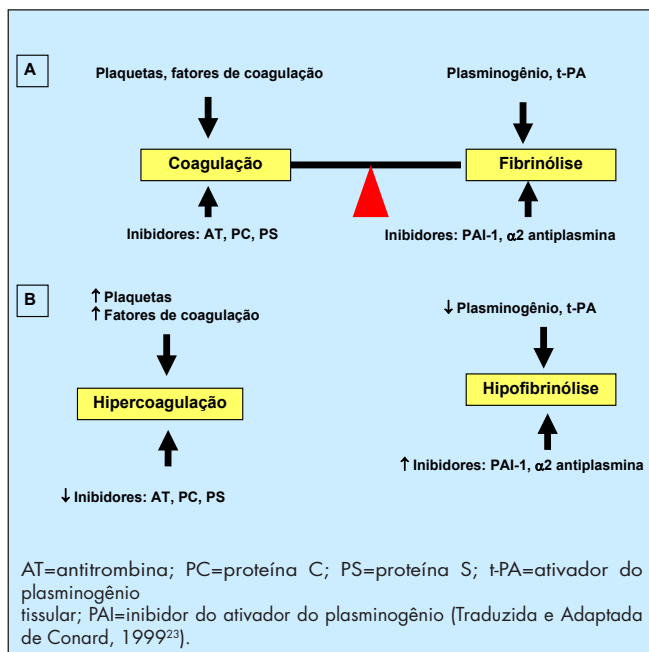 A
Plaquetas, fatores de coagulação
Plasminogênio, t-PA
Coagulação
Fibrinólise
Inibidores: AT, PC, PS
Inibidores: PAI-1, α2 antiplasmina
B
↑ Plaquetas
↑ Fatores de coagulação
↓ Plasminogênio, t-PA
Hipercoagulação
Hipofibrinólise
↓ Inibidores: AT, PC, PS
↑ Inibidores: PAI-1, α2 antiplasmina
AT=antitrombina; PC=proteína C; PS=proteína S; t-PA=ativador do
plasminogênio
tissular; PAI=inibidor do ativador do plasminogênio (Traduzida e Adaptada
de Conard, 1999²³).